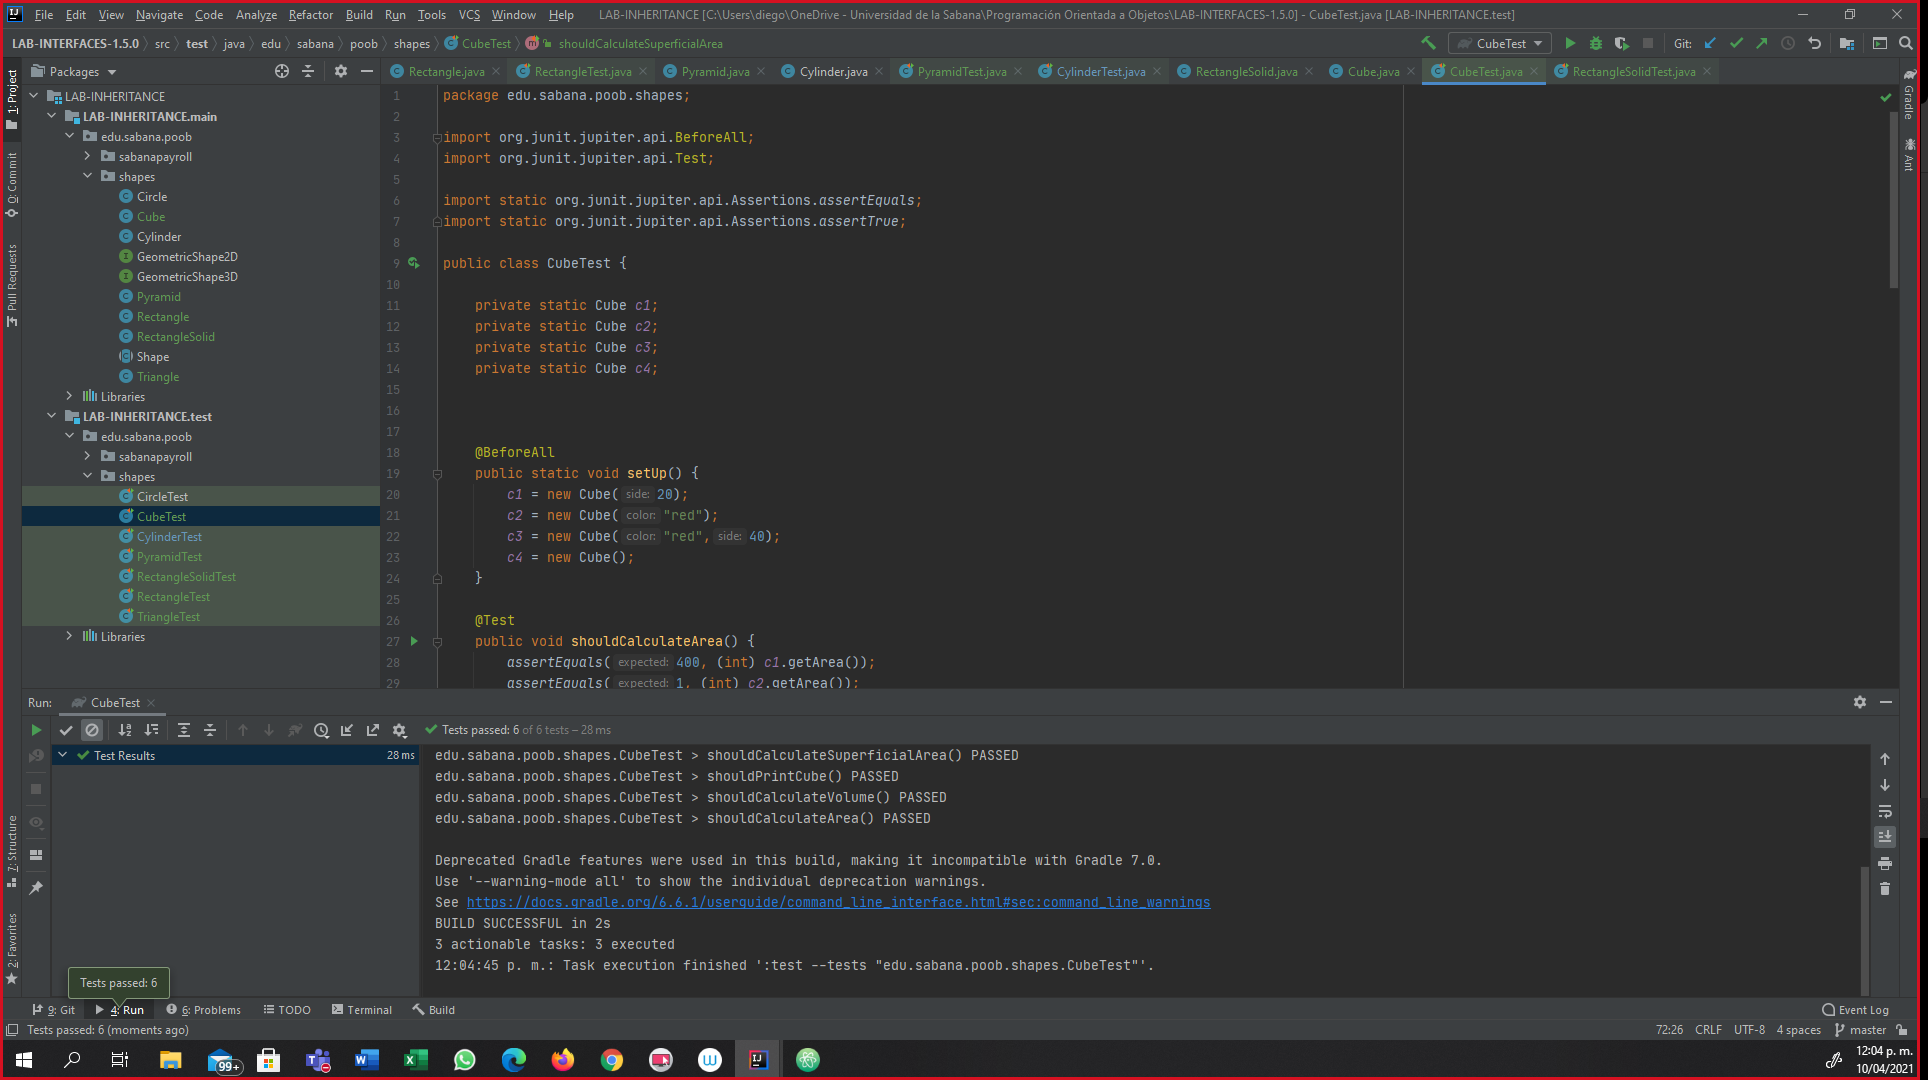 File Edit View Navigate Code Analyze Refactor Build Run Tools VCS Window Help LAB-INHERITANCE [C:\Users\diego\OneDrive - Universidad de la Sabana\Programación Orientada a Objetos\LAB-INTERFACES-1.5.0] - CubeTest.java [LAB-INHERITANCE.test]
LAB-INTERFACES-1.5.0 src test java edu sabana poob shapes CubeTest shouldCalculateSuperficialArea CubeTest Git:
Packages
Rectangle.java RectangleTest.java Pyramid.java Cylinder.java PyramidTest.java CylinderTest.java RectangleSolid.java Cube.java CubeTest.java RectangleSolidTest.java
1: Project
0: Commit
Pull Requests
7: Structure
2: Favorites
LAB-INHERITANCE
LAB-INHERITANCE.main
edu.sabana.poob
sabanapayroll
shapes
Circle
Cube
Cylinder
GeometricShape2D
GeometricShape3D
Pyramid
Rectangle
RectangleSolid
Shape
Triangle
Libraries
LAB-INHERITANCE.test
edu.sabana.poob
sabanapayroll
shapes
CircleTest
CubeTest
CylinderTest
PyramidTest
RectangleSolidTest
RectangleTest
TriangleTest
Libraries
1 package edu.sabana.poob.shapes;
2
3 import org.junit.jupiter.api.BeforeAll;
4 import org.junit.jupiter.api.Test;
5
6 import static org.junit.jupiter.api.Assertions.assertEquals;
7 import static org.junit.jupiter.api.Assertions.assertTrue;
8
9 public class CubeTest {
10
11 private static Cube c1;
12 private static Cube c2;
13 private static Cube c3;
14 private static Cube c4;
15
16
17
18 @BeforeAll
19 public static void setUp() {
20 c1 = new Cube( side: 20);
21 c2 = new Cube( color: "red");
22 c3 = new Cube( color: "red", side: 40);
23 c4 = new Cube();
24 }
25
26 @Test
27 public void shouldCalculateArea() {
28 assertEquals( expected: 400, (int) c1.getArea());
29 assertEquals( expected: 1, (int) c2.getArea());
Gradle
Ant
Run: CubeTest
Tests passed: 6 of 6 tests – 28 ms
Test Results 28 ms
edu.sabana.poob.shapes.CubeTest > shouldCalculateSuperficialArea() PASSED
edu.sabana.poob.shapes.CubeTest > shouldPrintCube() PASSED
edu.sabana.poob.shapes.CubeTest > shouldCalculateVolume() PASSED
edu.sabana.poob.shapes.CubeTest > shouldCalculateArea() PASSED
Deprecated Gradle features were used in this build, making it incompatible with Gradle 7.0.
Use '--warning-mode all' to show the individual deprecation warnings.
See https://docs.gradle.org/6.6.1/userguide/command_line_interface.html#sec:command_line_warnings
BUILD SUCCESSFUL in 2s
3 actionable tasks: 3 executed
12:04:45 p. m.: Task execution finished ':test --tests "edu.sabana.poob.shapes.CubeTest"'.
Tests passed: 6
9: Git 4: Run 6: Problems TODO Terminal Build Event Log
Tests passed: 6 (moments ago) 72:26 CRLF UTF-8 4 spaces master
99+
12:04 p. m.
10/04/2021